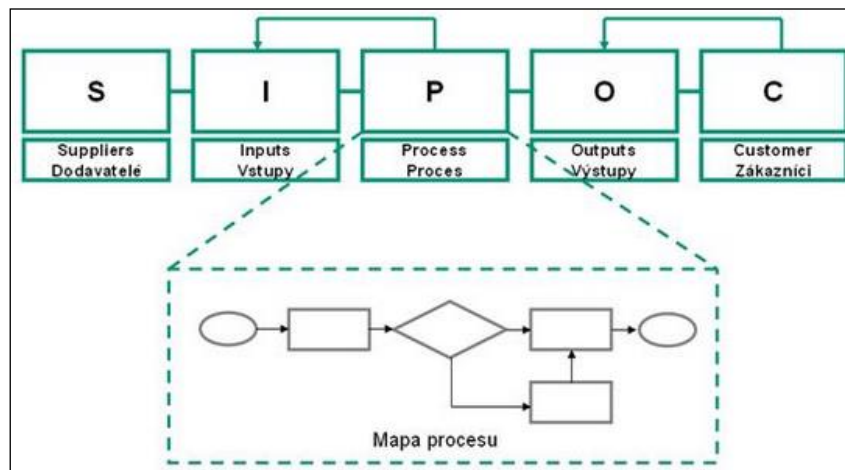 S
I
P
O
C
Suppliers
Dodavatelé
Inputs
Vstupy
Process
Proces
Outputs
Výstupy
Customer
Zákazníci
Mapa procesu